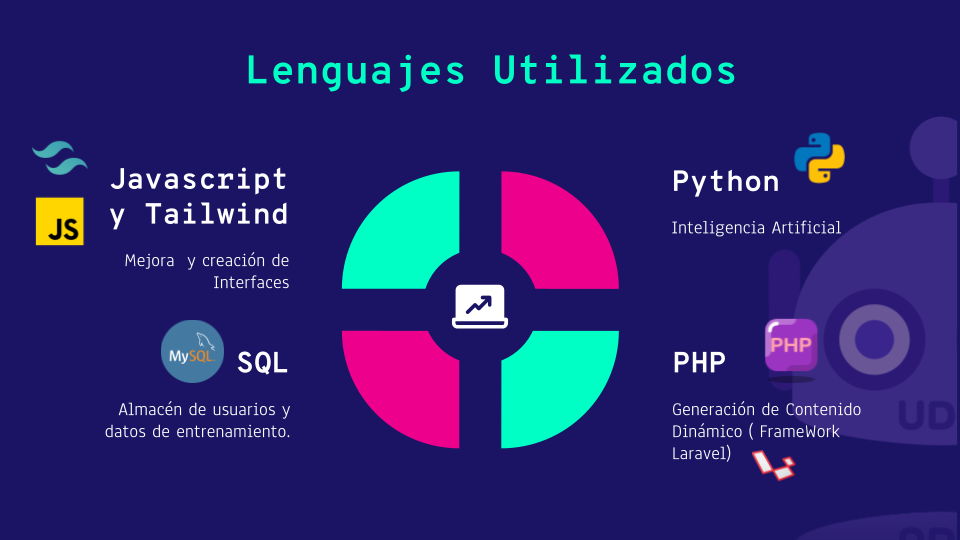 Lenguajes Utilizados
Javascript
y Tailwind
JS
Mejora y creación de
Interfaces
MySQL
SQL
Almacén de usuarios y
datos de entrenamiento.
Python
Inteligencia Artificial
PHP
PHP
Generación de Contenido
Dinámico ( FrameWork
Laravel)
UD